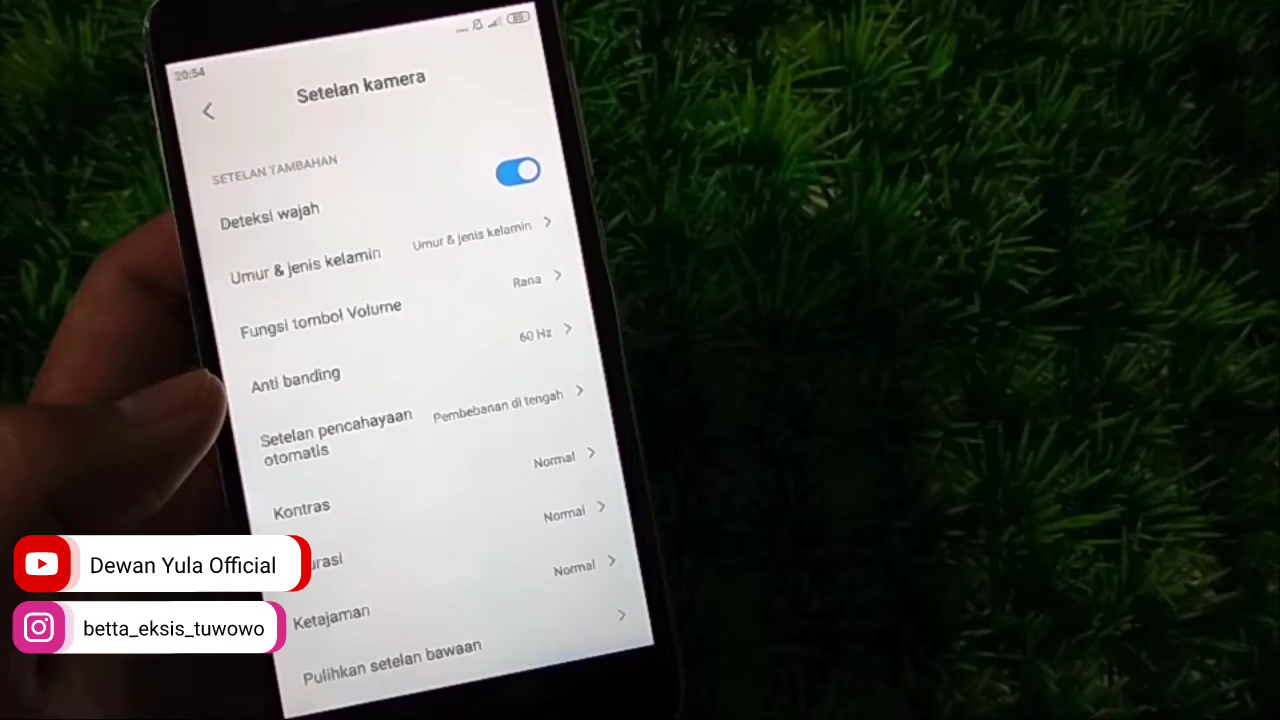 20:54
Setelan kamera
SETELAN TAMBAHAN
Deteksi wajah
Umur & jenis kelamin Umur & jenis kelamin
Fungsi tombol Volume Rana
Anti banding 60 Hz
Setelan pencahayaan otomatis Pembebanan di tengah
Kontras Normal
urasi Normal
Ketajaman Normal
Pulihkan setelan bawaan
Dewan Yula Official
betta_eksis_tuwowo